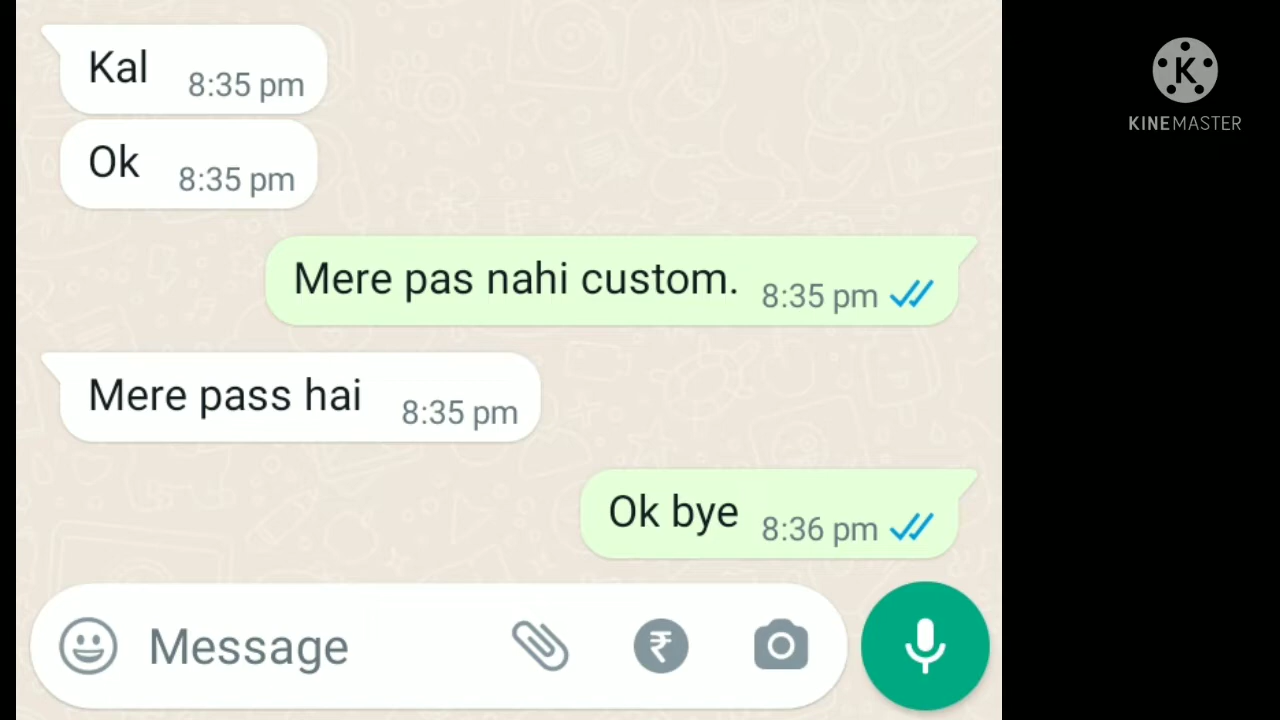 Kal 8:35 pm
Ok 8:35 pm
Mere pas nahi custom. 8:35 pm
Mere pass hai 8:35 pm
Ok bye 8:36 pm
Message ₹
K
KINEMASTER